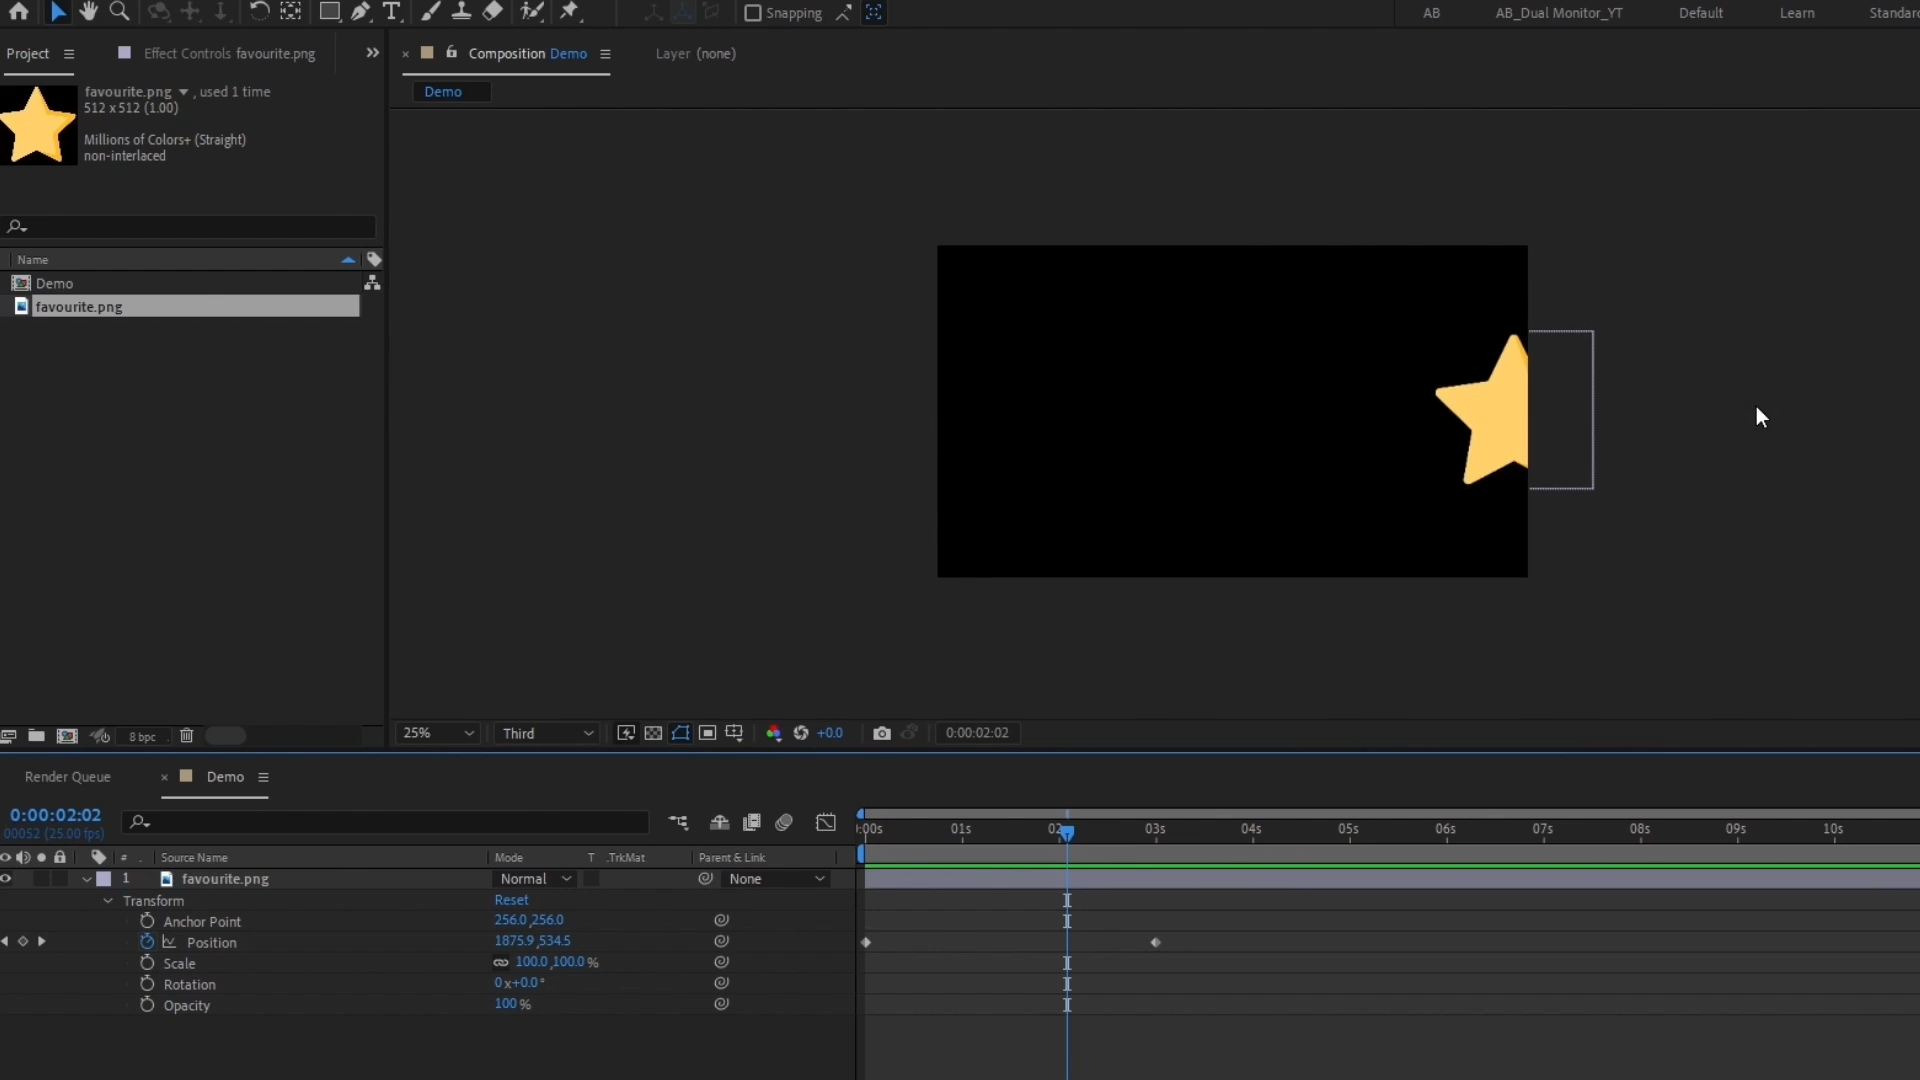 Snapping
AB
AB_Dual Monitor_YT
Default
Learn
Standard
Project
Effect Controls favourite.png
Composition Demo
Layer (none)
favourite.png , used 1 time
512 x 512 (1.00)
Demo
Millions of Colors+ (Straight)
non-interlaced
Name
Demo
favourite.png
8 bpc
25%
Third
+0.0
0:00:02:02
Render Queue
Demo
0:00:02:02
00052 (25.00 fps)
:00s
01s
02
03s
04s
05s
06s
07s
08s
09s
10s
#
Source Name
Mode
T .TrkMat
Parent & Link
1
favourite.png
Normal
None
Transform
Reset
Anchor Point
256.0,256.0
Position
1875.9,534.5
Scale
100.0,100.0 %
Rotation
0 x+0.0 °
Opacity
100 %